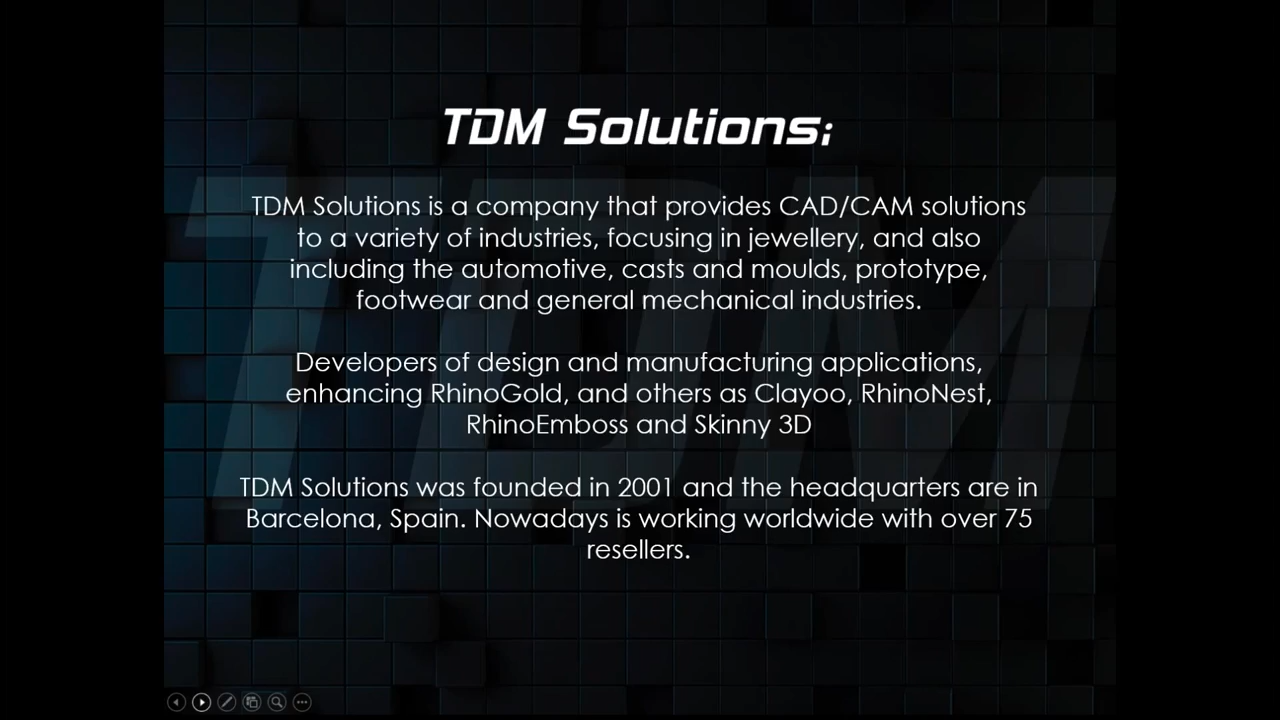 TDM Solutions;
TDM Solutions is a company that provides CAD/CAM solutions
to a variety of industries, focusing in jewellery, and also
including the automotive, casts and moulds, prototype,
footwear and general mechanical industries.
Developers of design and manufacturing applications,
enhancing RhinoGold, and others as Clayoo, RhinoNest,
RhinoEmboss and Skinny 3D
TDM Solutions was founded in 2001 and the headquarters are in
Barcelona, Spain. Nowadays is working worldwide with over 75
resellers.
TDM